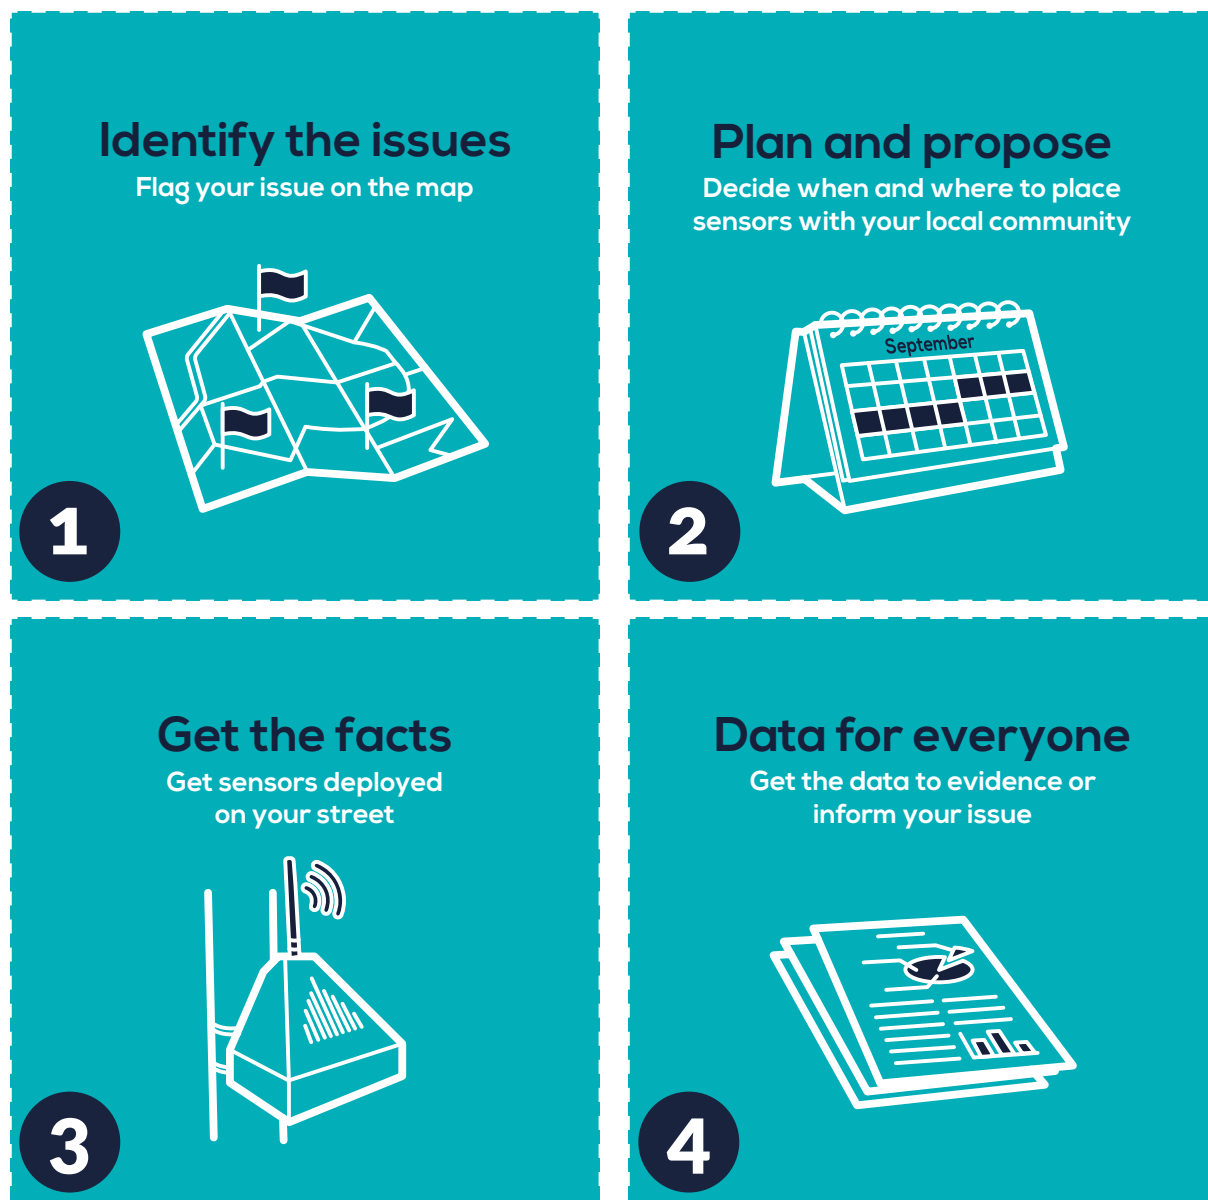 Identify the issues
Flag your issue on the map
1
Plan and propose
Decide when and where to place
sensors with your local community
September
2
Get the facts
Get sensors deployed
on your street
3
Data for everyone
Get the data to evidence or
inform your issue
4